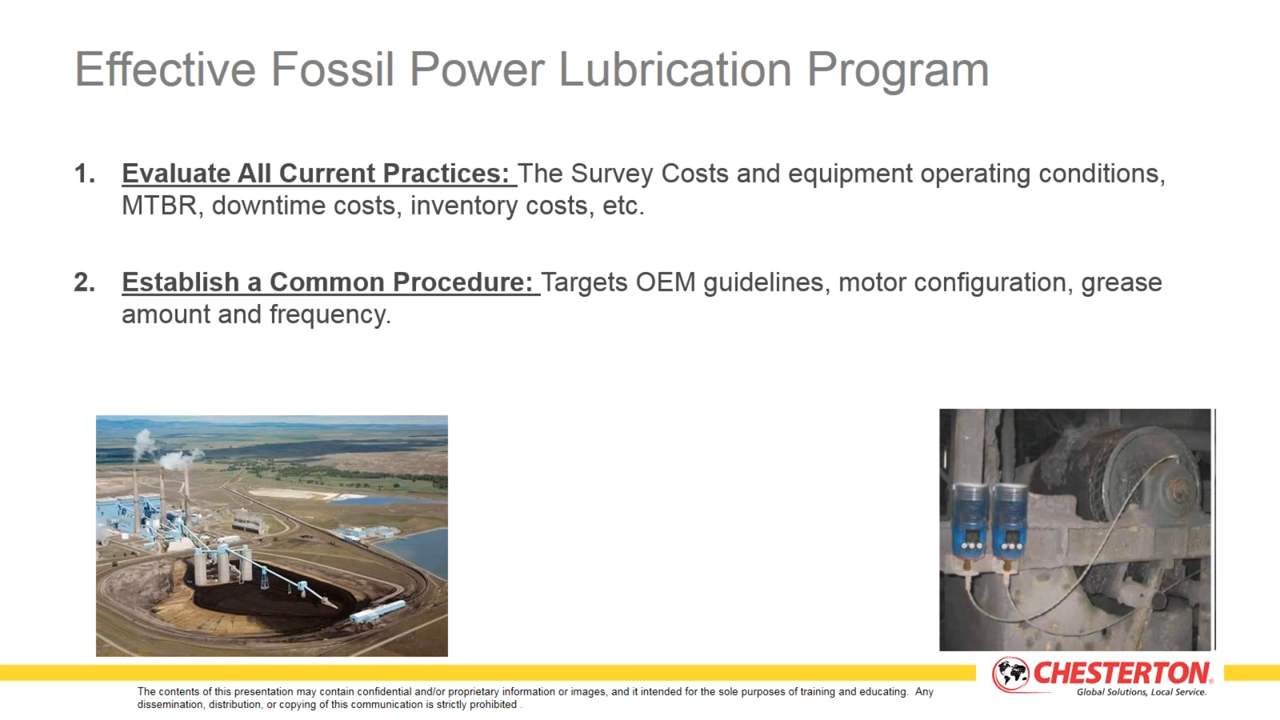 Effective Fossil Power Lubrication Program
1. Evaluate All Current Practices: The Survey Costs and equipment operating conditions,
MTBR, downtime costs, inventory costs, etc.
2. Establish a Common Procedure: Targets OEM guidelines, motor configuration, grease
amount and frequency.
CHESTERTON®
Global Solutions, Local Service.
The contents of this presentation may contain confidential and/or proprietary information or images, and it intended for the sole purposes of training and educating. Any
dissemination, distribution, or copying of this communication is strictly prohibited .